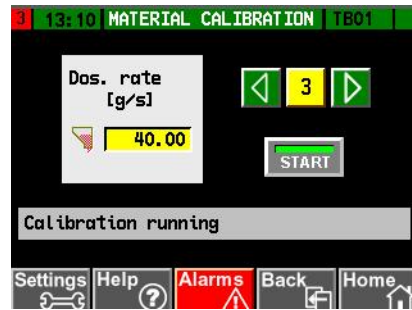 3 13:10 MATERIAL CALIBRATION TB01
Dos. rate
[g/s]
40.00
3
START
Calibration running
Settings Help Alarms Back Home